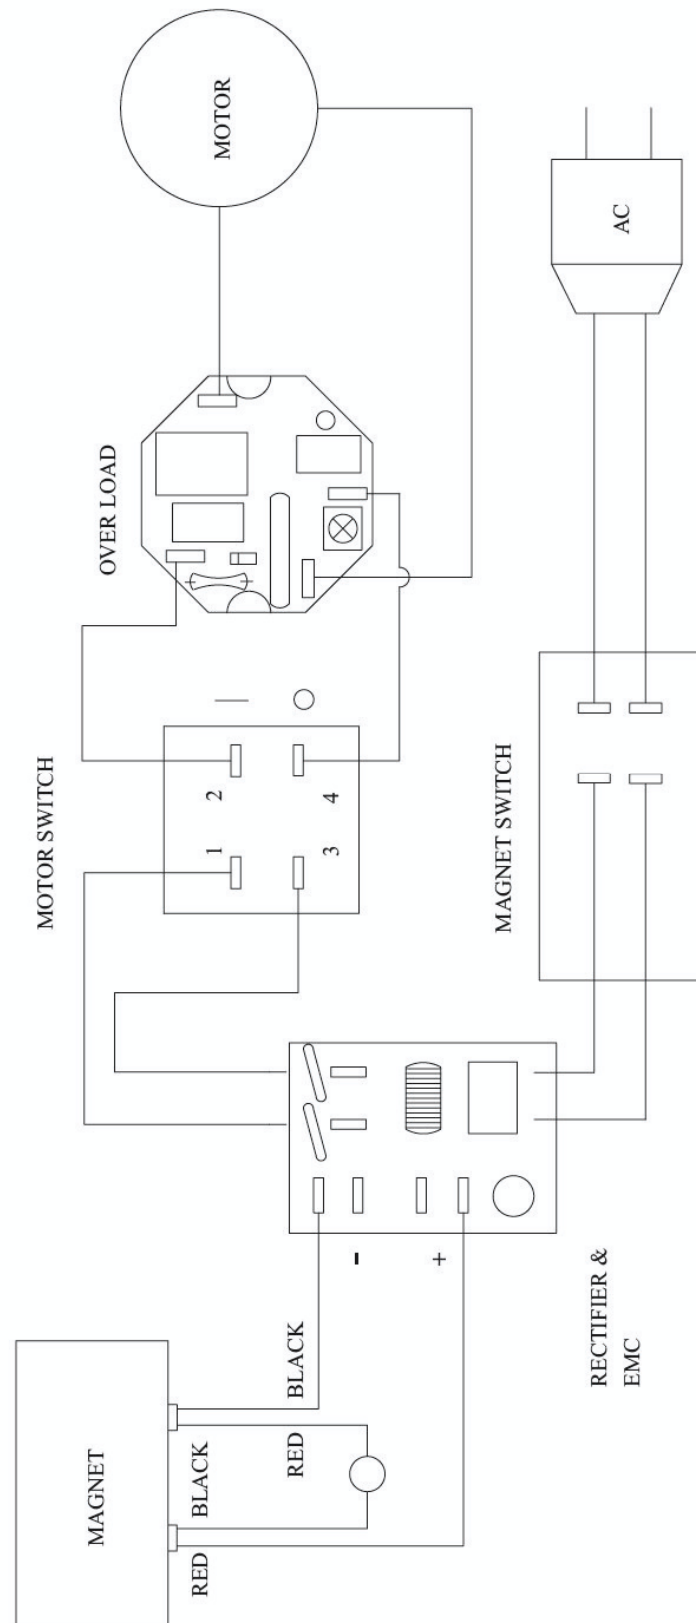 MOTOR
AC
OVER LOAD
MOTOR SWITCH
1
2
3
4
MAGNET SWITCH
RECTIFIER &
EMC
-
+
MAGNET
RED
BLACK
RED
BLACK